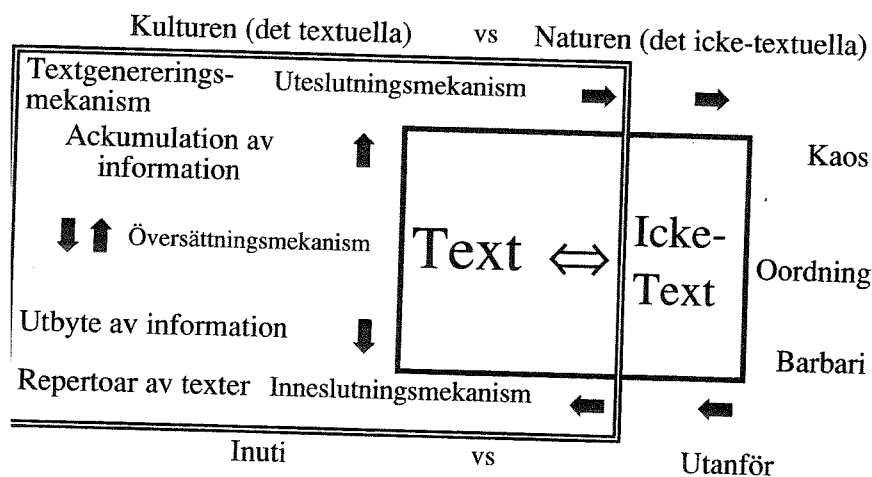 Kulturen (det textuella) vs Naturen (det icke-textuella)
Textgenererings-
mekanism
Uteslutningsmekanism
Ackumulation av
information
Kaos
Översättningsmekanism
Text
Icke-
Text
Oordning
Utbyte av information
Barbari
Repertoar av texter Inneslutningsmekanism
Inuti vs Utanför